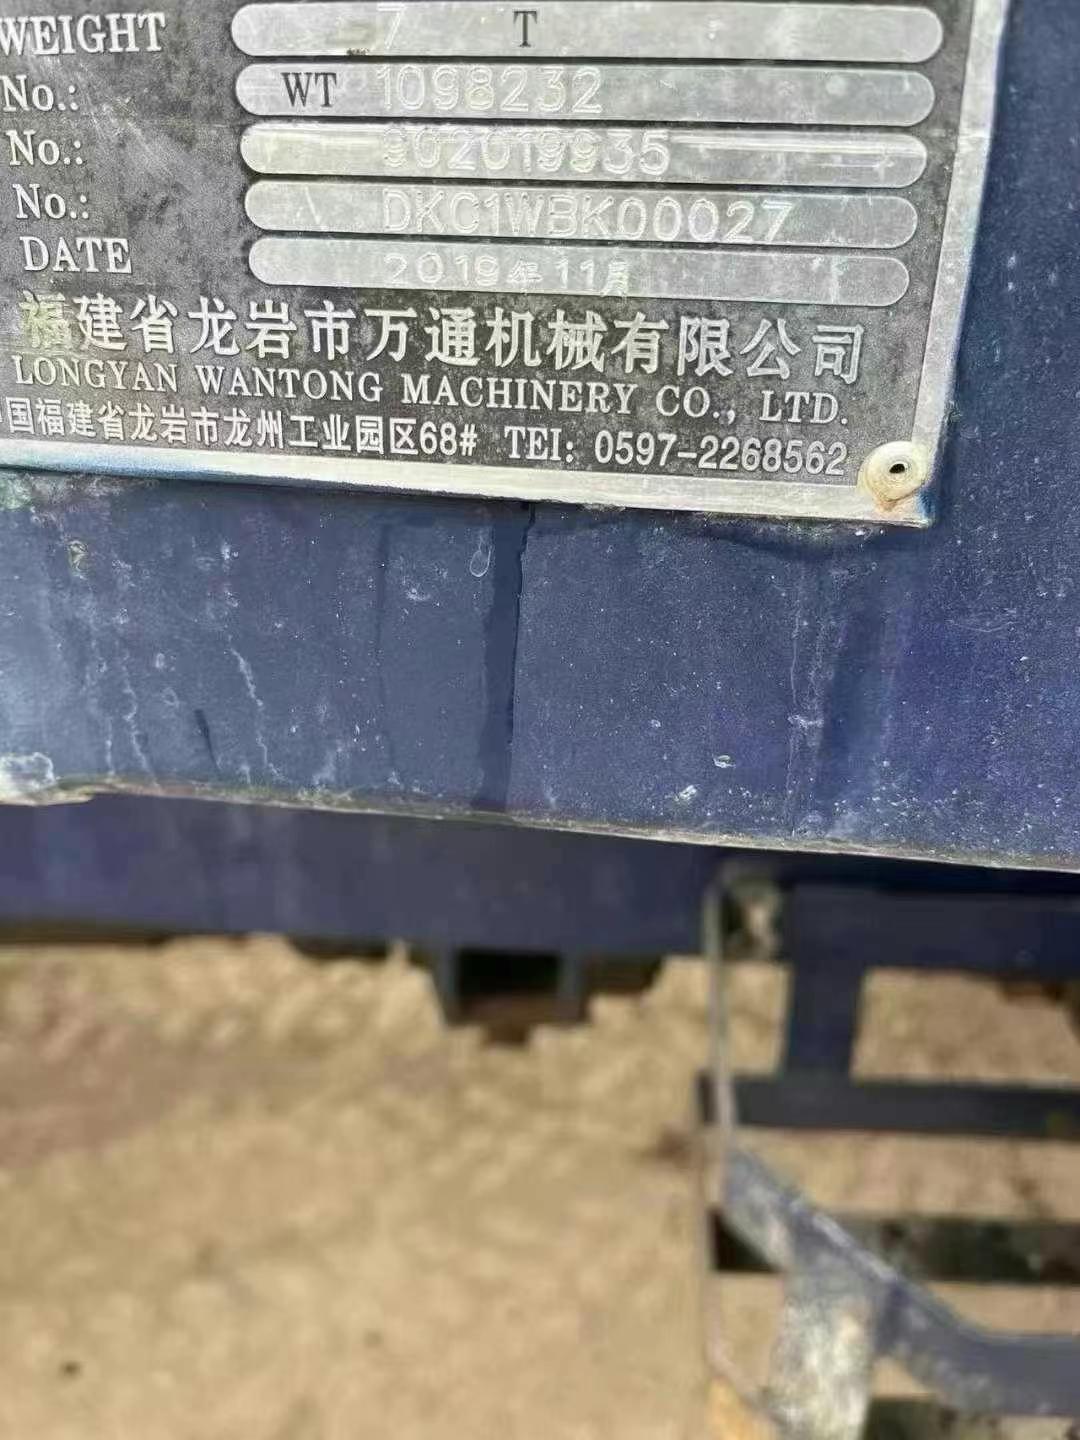 WEIGHT 7 T
No.: WT 1098232
No.: 902019935
No.: DKC1WBK00027
DATE 2019年11月
福建省龙岩市万通机械有限公司
LONGYAN WANTONG MACHINERY CO., LTD.
国福建省龙岩市龙州工业园区68# TEI: 0597-2268562